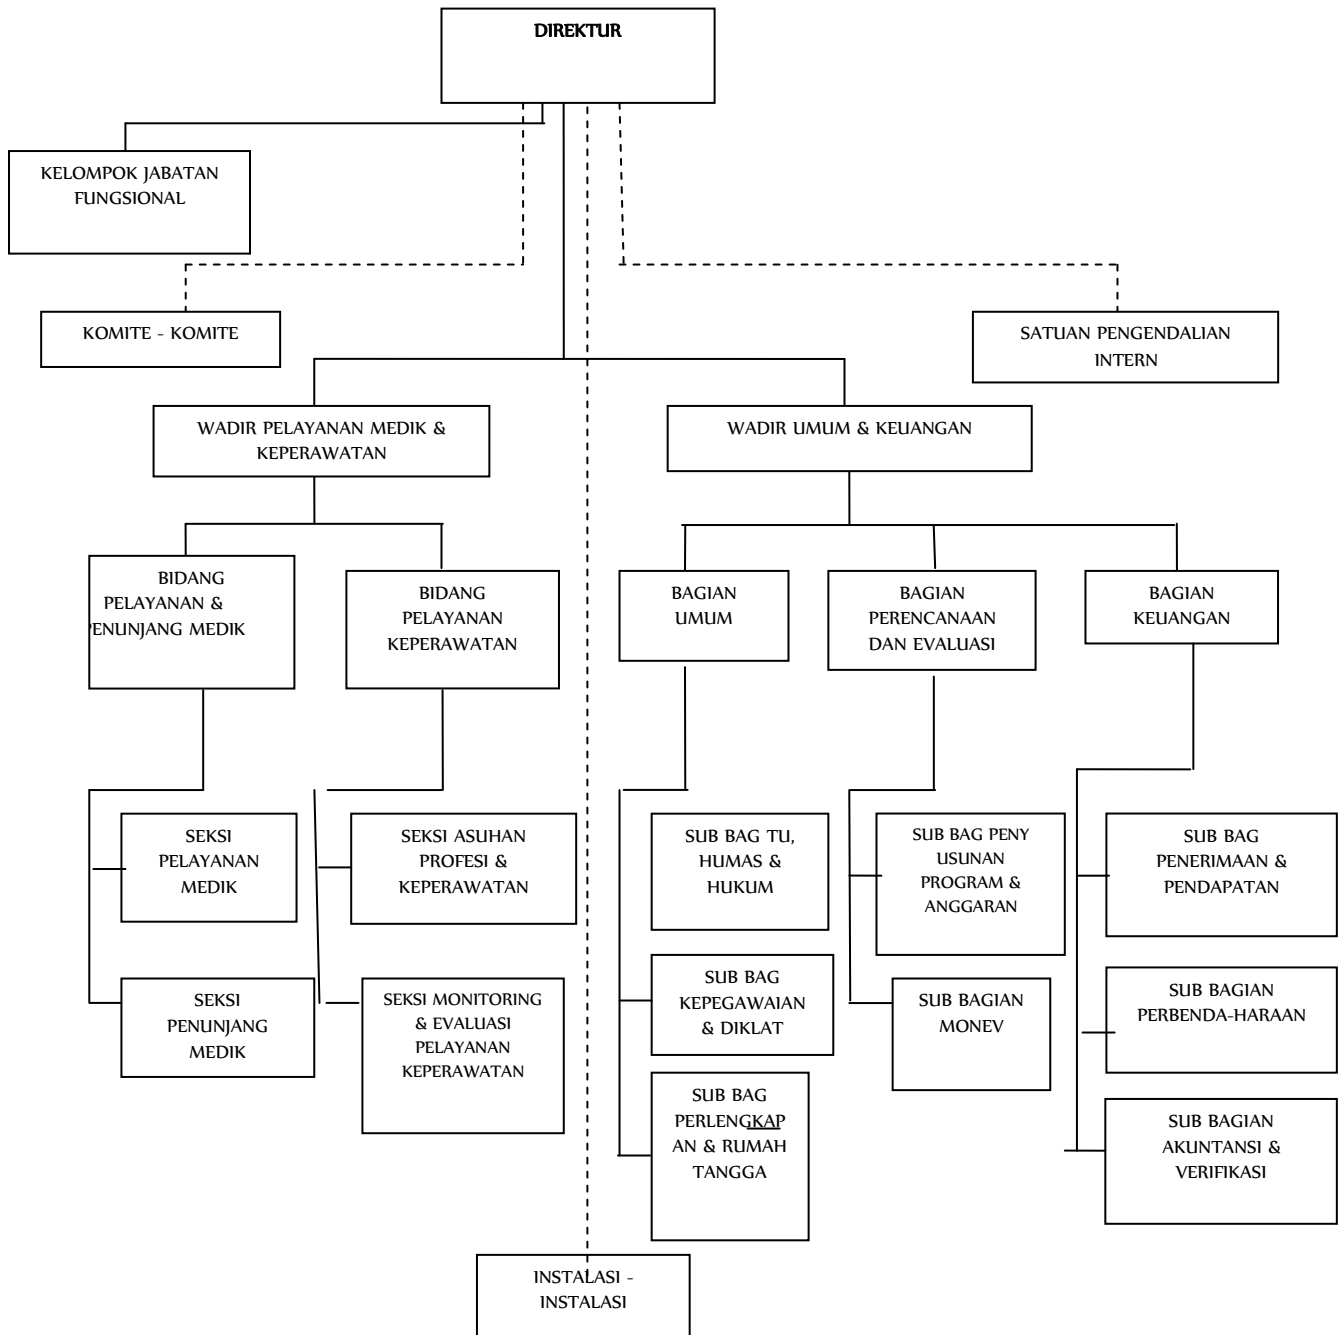 DIREKTUR
KELOMPOK JABATAN
FUNGSIONAL
KOMITE - KOMITE
SATUAN PENGENDALIAN
INTERN
WADIR PELAYANAN MEDIK &
KEPERAWATAN
WADIR UMUM & KEUANGAN
BIDANG
PELAYANAN &
PENUNJANG MEDIK
BIDANG
PELAYANAN
KEPERAWATAN
BAGIAN
UMUM
BAGIAN
PERENCANAAN
DAN EVALUASI
BAGIAN
KEUANGAN
SEKSI
PELAYANAN
MEDIK
SEKSI ASUHAN
PROFESI &
KEPERAWATAN
SUB BAG TU,
HUMAS &
HUKUM
SUB BAG PENY
USUNAN
PROGRAM &
ANGGARAN
SUB BAG
PENERIMAAN &
PENDAPATAN
SEKSI
PENUNJANG
MEDIK
SEKSI MONITORING
& EVALUASI
PELAYANAN
KEPERAWATAN
SUB BAG
KEPEGAWAIAN
& DIKLAT
SUB BAGIAN
MONEV
SUB BAGIAN
PERBENDA-HARAAN
SUB BAG
PERLENGKAP
AN & RUMAH
TANGGA
SUB BAGIAN
AKUNTANSI &
VERIFIKASI
INSTALASI -
INSTALASI